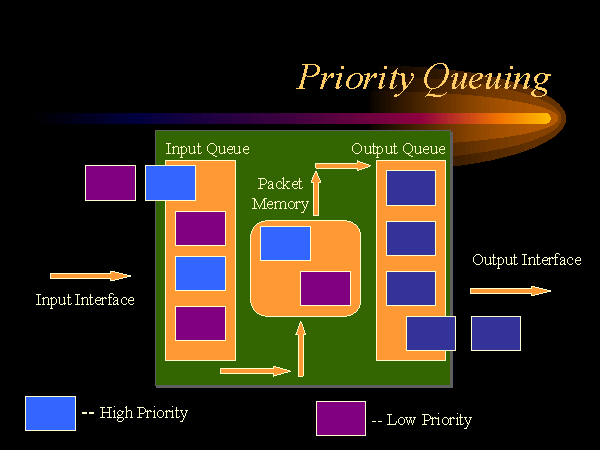 Priority Queuing
Input Queue
Output Queue
Packet
Memory
Output Interface
Input Interface
-- High Priority
-- Low Priority